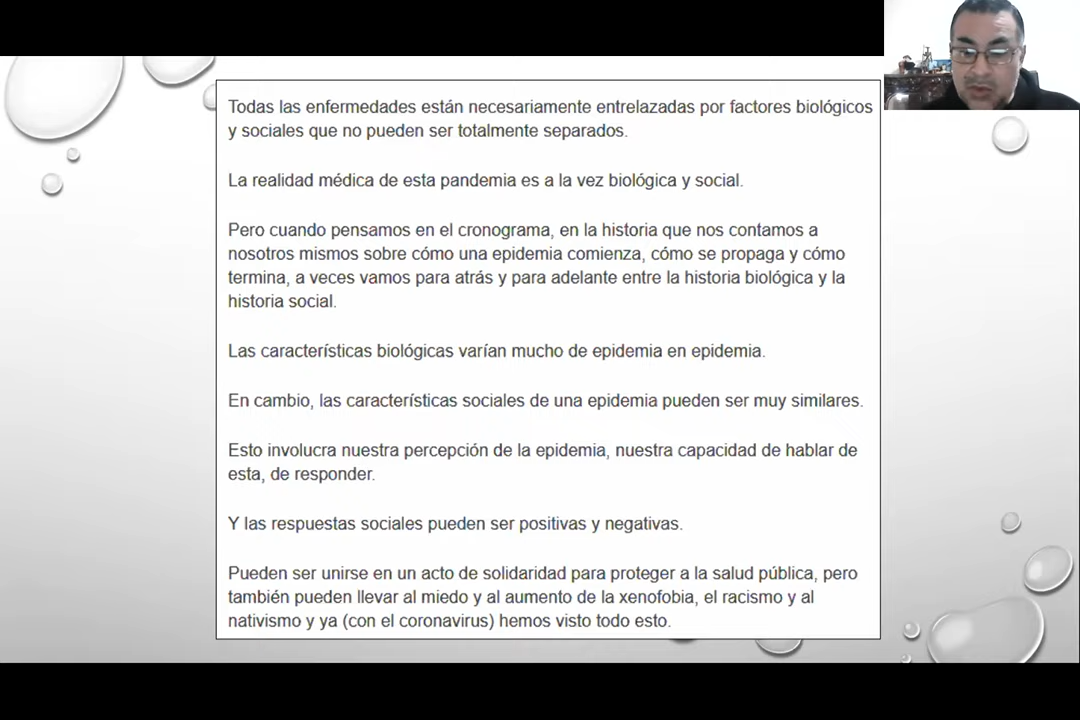 Todas las enfermedades están necesariamente entrelazadas por factores biológicos
y sociales que no pueden ser totalmente separados.
La realidad médica de esta pandemia es a la vez biológica y social.
Pero cuando pensamos en el cronograma, en la historia que nos contamos a
nosotros mismos sobre cómo una epidemia comienza, cómo se propaga y cómo
termina, a veces vamos para atrás y para adelante entre la historia biológica y la
historia social.
Las características biológicas varían mucho de epidemia en epidemia.
En cambio, las características sociales de una epidemia pueden ser muy similares.
Esto involucra nuestra percepción de la epidemia, nuestra capacidad de hablar de
esta, de responder.
Y las respuestas sociales pueden ser positivas y negativas.
Pueden ser unirse en un acto de solidaridad para proteger a la salud pública, pero
también pueden llevar al miedo y al aumento de la xenofobia, el racismo y al
nativismo y ya (con el coronavirus) hemos visto todo esto.